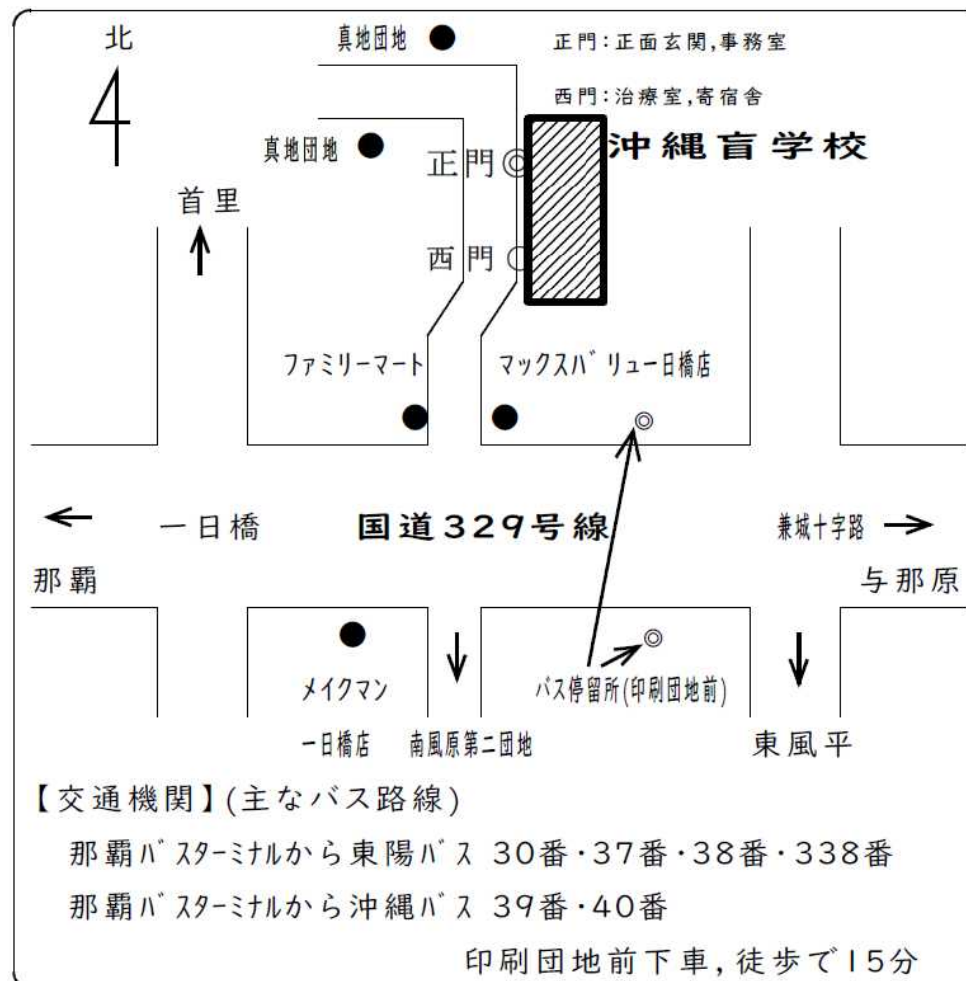 北
真地団地
正門:正面玄関,事務室
西門:治療室,寄宿舎
沖縄盲学校
真地団地
正門
首里
西門
ファミリーマート
マックスバリュー一日橋店
一日橋
国道329号線
兼城十字路
那覇
与那原
メイクマン
一日橋店
バス停留所(印刷団地前)
南風原第二団地
東風平
【交通機関】(主なバス路線)
那覇バスターミナルから東陽バス 30番・37番・38番・338番
那覇バスターミナルから沖縄バス 39番・40番
印刷団地前下車,徒歩で15分